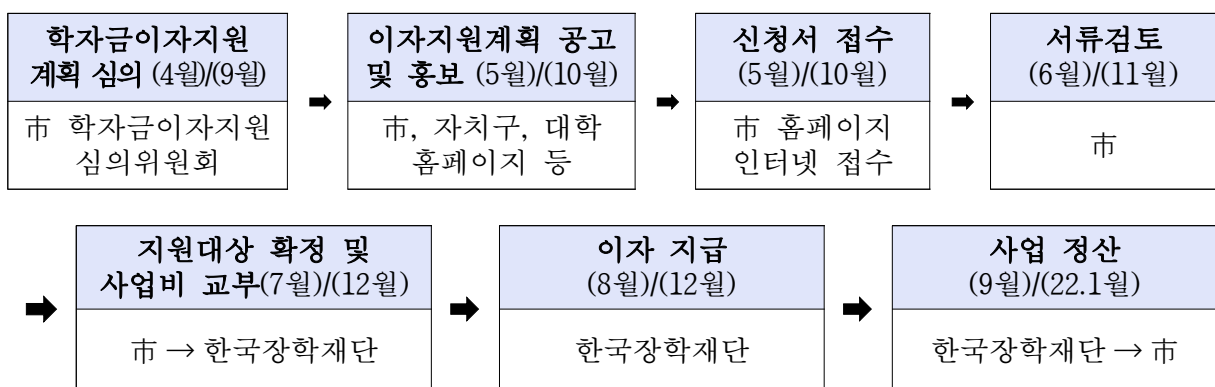 학자금이자지원
계획 심의 (4월)/(9월)
市 학자금이자지원
심의위원회
➡
이자지원계획 공고
및 홍보 (5월)/(10월)
市, 자치구, 대학
홈페이지 등
➡
신청서 접수
(5월)/(10월)
市 홈페이지
인터넷 접수
➡
서류검토
(6월)/(11월)
市
➡
지원대상 확정 및
사업비 교부(7월)/(12월)
市 → 한국장학재단
➡
이자 지급
(8월)/(12월)
한국장학재단
➡
사업 정산
(9월)/(22.1월)
한국장학재단 → 市